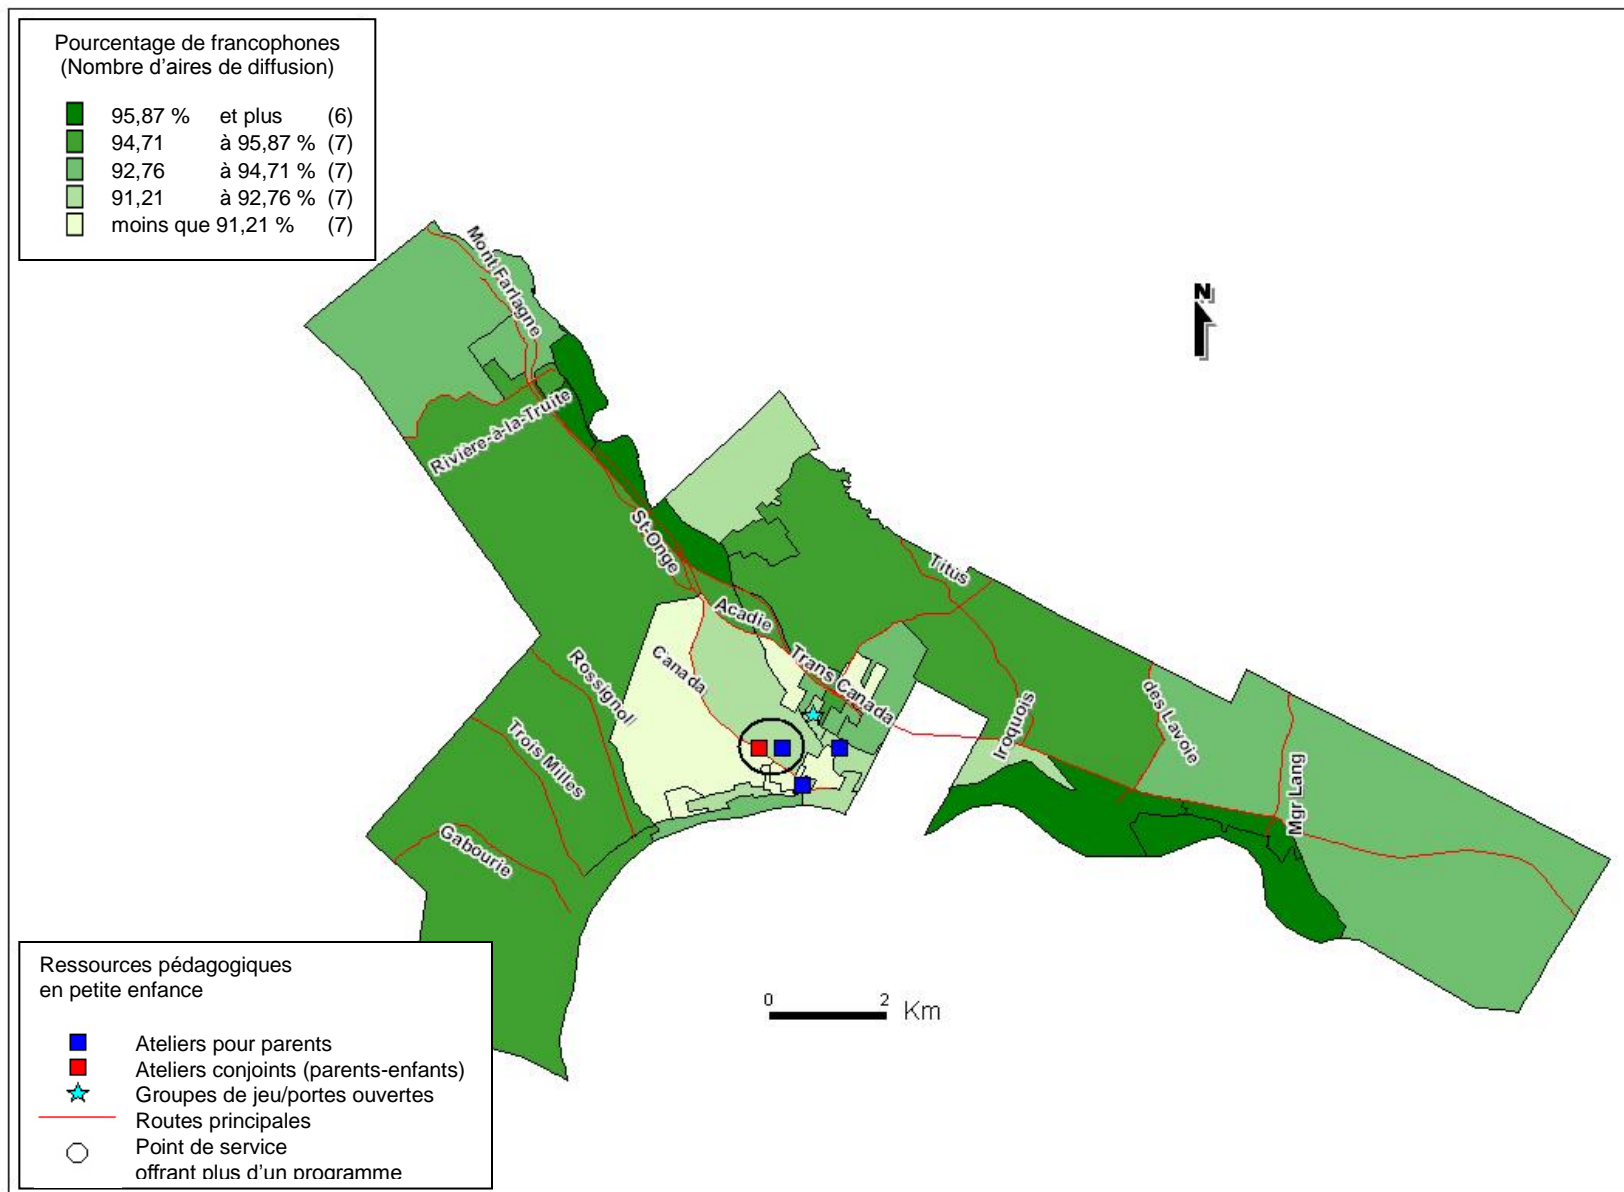 Pourcentage de francophones
(Nombre d'aires de diffusion)
95,87 % et plus (6)
94,71 à 95,87 % (7)
92,76 à 94,71 % (7)
91,21 à 92,76 % (7)
moins que 91,21 % (7)
Mont Farlagne
N
Rivière-à-la-Truite
St-Onge
Titus
Acadie
Trans Canada
Canada
Rossignol
Iroquois
des Lavoie
Trois Milles
Mgr Lang
Gabourie
0 2 Km
Ressources pédagogiques
en petite enfance
Ateliers pour parents
Ateliers conjoints (parents-enfants)
Groupes de jeu/portes ouvertes
Routes principales
Point de service
offrant plus d'un programme